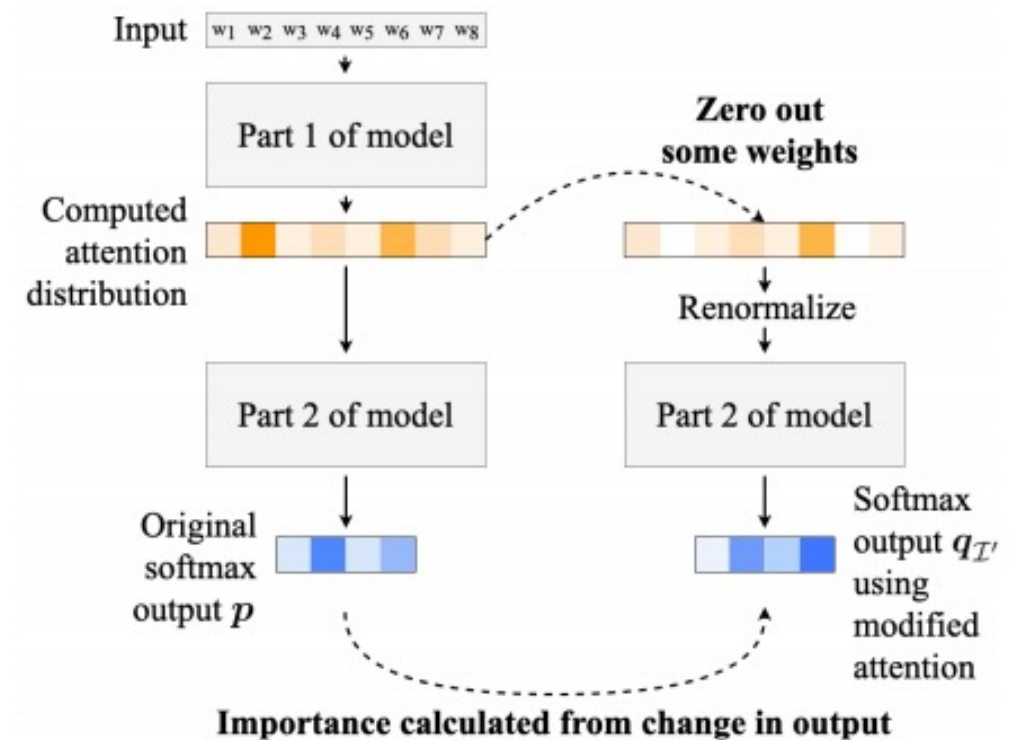 Input
w1 w2 w3 w4 w5 w6 w7 w8
Part 1 of model
Zero out
some weights
Computed
attention
distribution
Renormalize
Part 2 of model
Part 2 of model
Original
softmax
output p
Softmax
output q_I′
using
modified
attention
Importance calculated from change in output